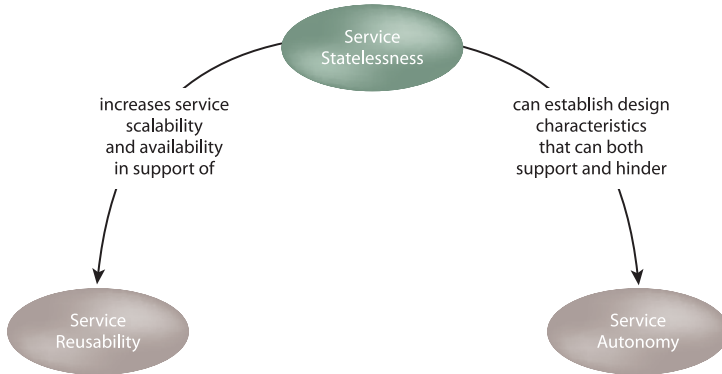 Service
Statelessness
increases service
scalability
and availability
in support of
can establish design
characteristics
that can both
support and hinder
Service
Reusability
Service
Autonomy